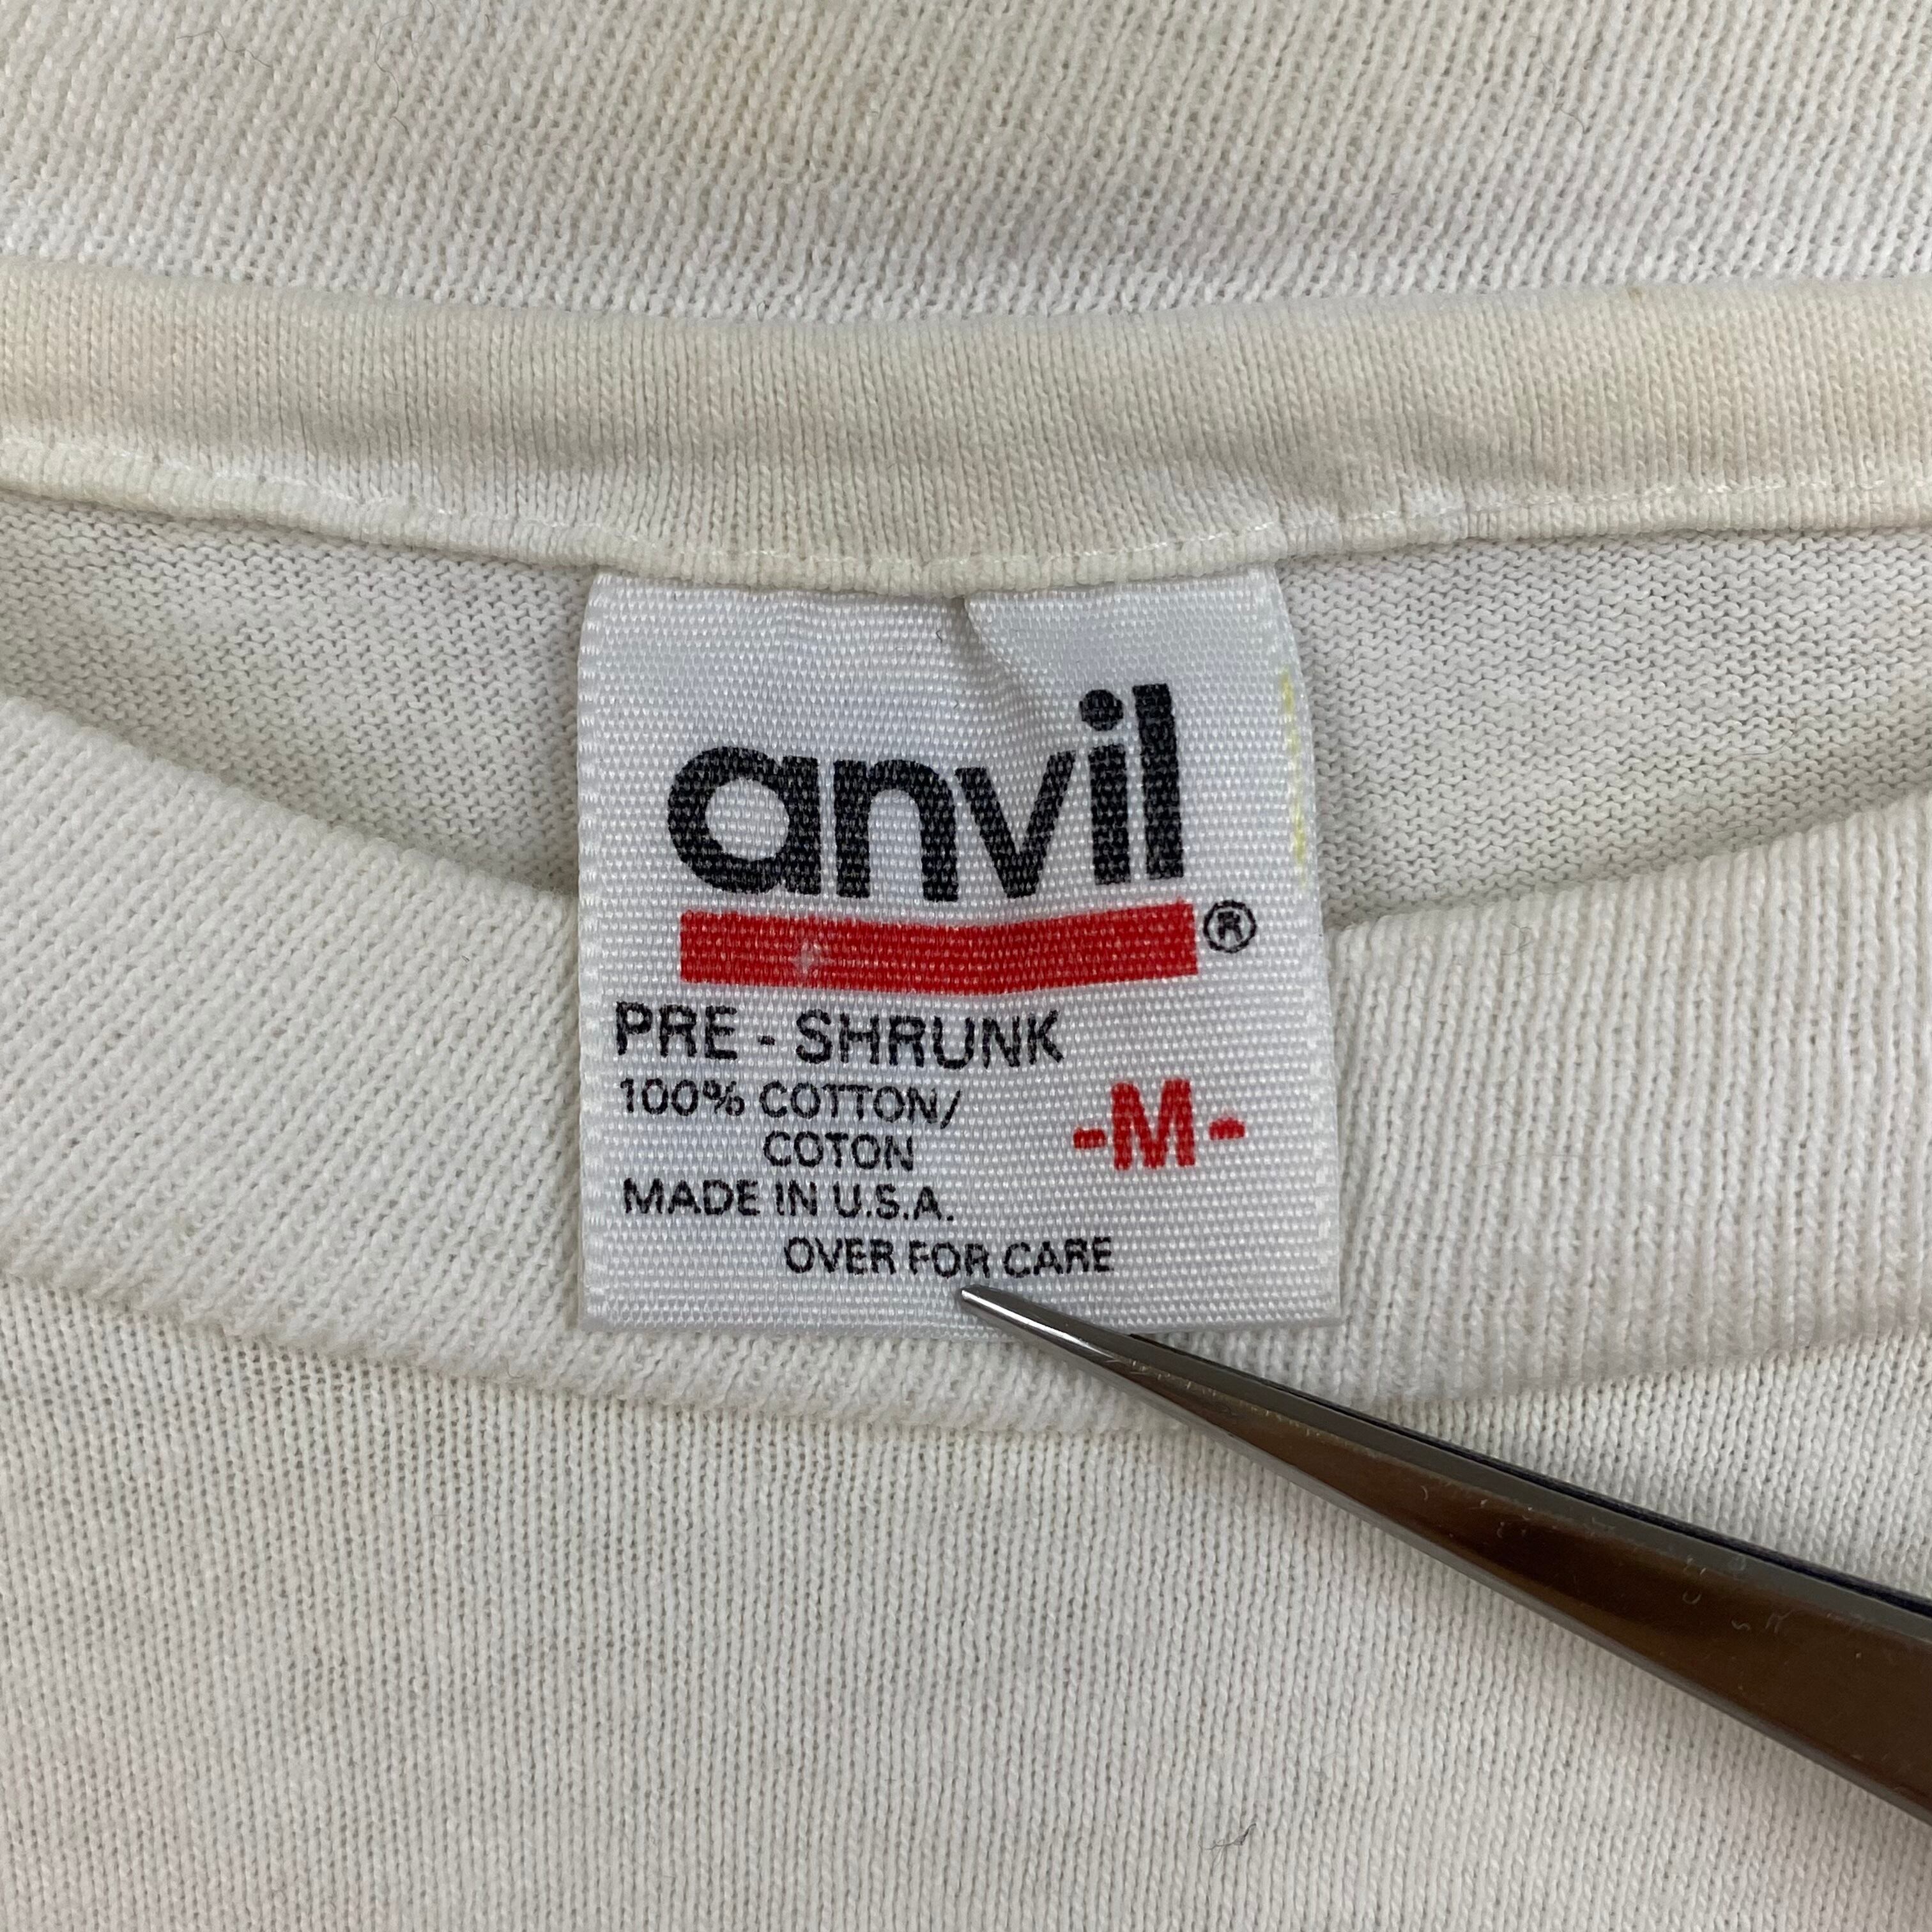 anvil®
PRE - SHRUNK
100% COTTON/
COTON
-M-
MADE IN U.S.A.
OVER FOR CARE